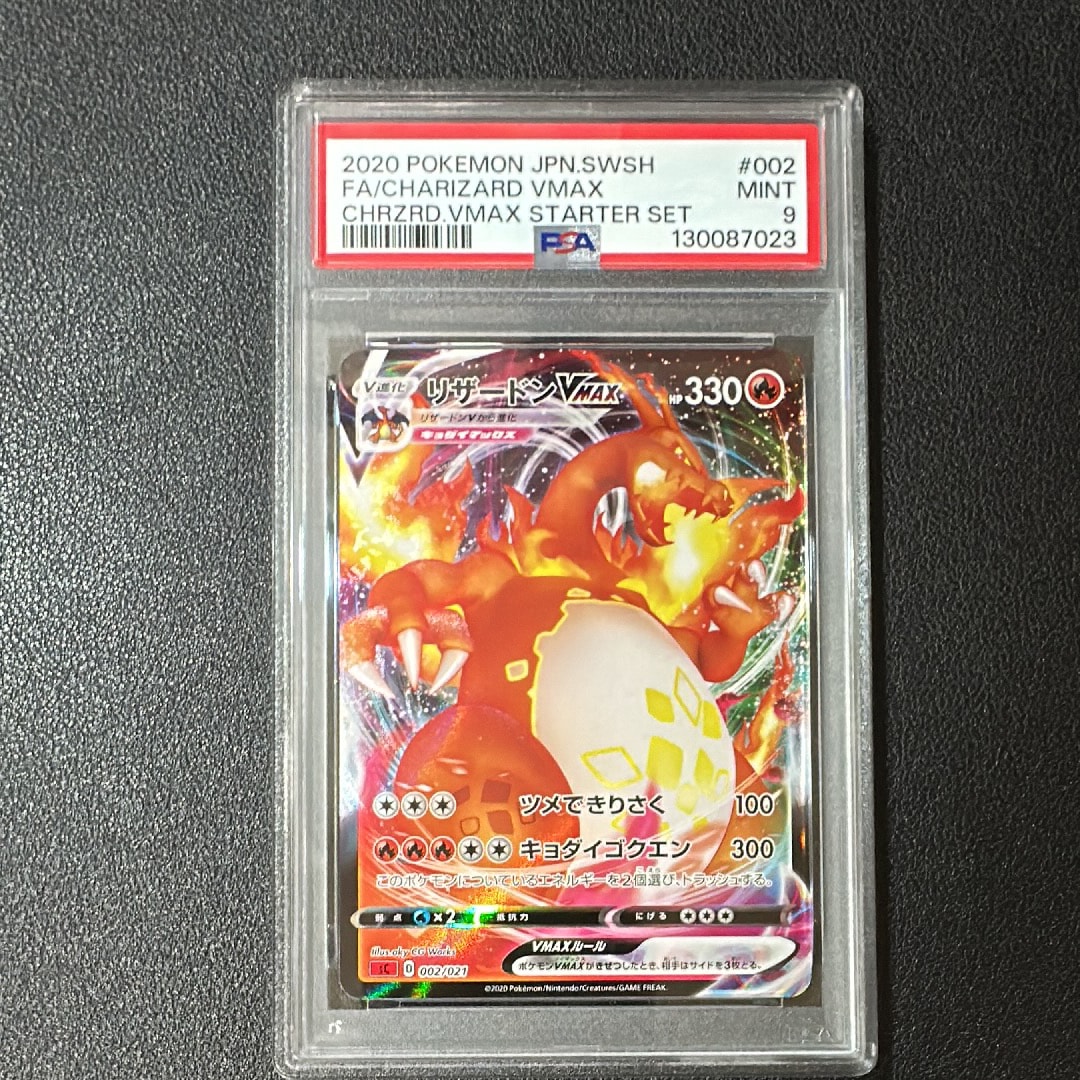 2020 POKEMON JPN.SWSH #002
FA/CHARIZARD VMAX MINT
CHRZRD.VMAX STARTER SET 9
PSA 130087023
V進化 リザードンVMAX HP330
リザードンVから進化
キョダイマックス
ツメできりさく 100
キョダイゴクエン 300
このポケモンについているエネルギーを2個選び、トラッシュする。
弱点 ×2 抵抗力 にげる
Illus.aky CG Works
VMAXルール
ポケモンVMAXがきぜつしたとき、相手はサイドを3枚とる。
sC D 002/021
©2020 Pokémon/Nintendo/Creatures/GAME FREAK.